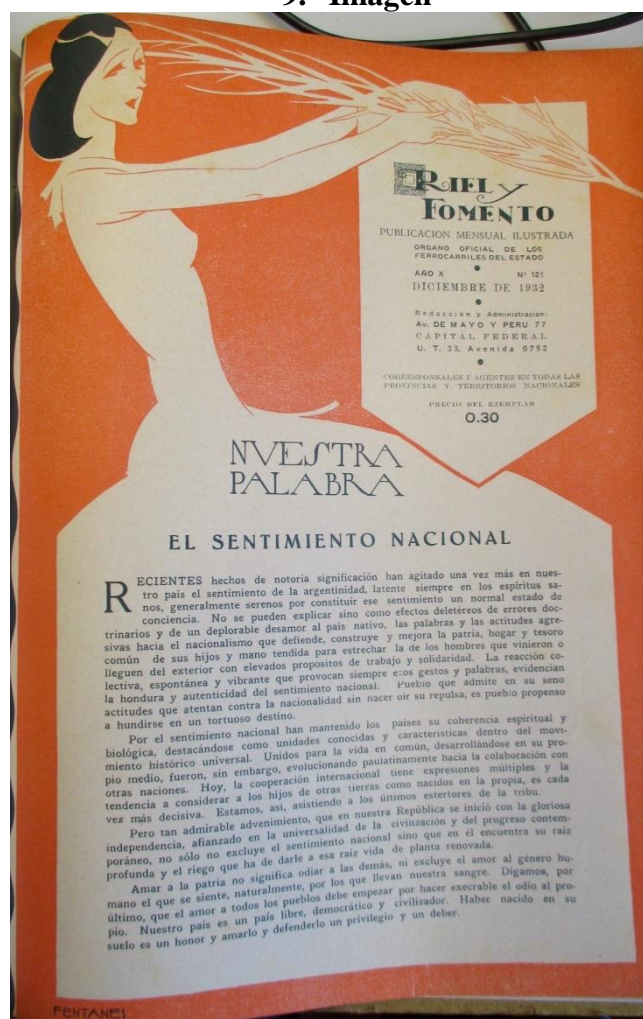 9. Imagen
RIEL y
FOMENTO
PUBLICACION MENSUAL ILUSTRADA
ORGANO OFICIAL DE LOS
FERROCARRILES DEL ESTADO
AÑO X Nº 121
DICIEMBRE DE 1932
Redacción y Administración:
Av. DE MAYO Y PERU 77
CAPITAL FEDERAL
U. T. 33, Avenida 0752
CORRESPONSALES Y AGENTES EN TODAS LAS
PROVINCIAS Y TERRITORIOS NACIONALES
PRECIO DEL EJEMPLAR
0.30
NVESTRA
PALABRA
EL SENTIMIENTO NACIONAL
RECIENTES hechos de notoria significación han agitado una vez más en nues-
tro país el sentimiento de la argentinidad, latente siempre en los espíritus sa-
nos, generalmente serenos por constituir ese sentimiento un normal estado de
conciencia. No se pueden explicar sino como efectos deletéreos de errores doc-
trinarios y de un deplorable desamor al país nativo, las palabras y las actitudes agre-
sivas hacia el nacionalismo que defiende, construye y mejora la patria, hogar y tesoro
común de sus hijos y mano tendida para estrechar la de los hombres que vinieron o
lleguen del exterior con elevados propositos de trabajo y solidaridad. La reacción co-
lectiva, espontánea y vibrante que provocan siempre esos gestos y palabras, evidencian
la hondura y autenticidad del sentimiento nacional. Pueblo que admite en su seno
actitudes que atentan contra la nacionalidad sin hacer oir su repulsa, es pueblo propenso
a hundirse en un tortuoso destino.
Por el sentimiento nacional han mantenido los países su coherencia espiritual y
biológica, destacándose como unidades conocidas y características dentro del movi-
miento histórico universal. Unidos para la vida en común, desarrollándose en su pro-
pio medio, fueron, sin embargo, evolucionando paulatinamente hacia la colaboración con
otras naciones. Hoy, la cooperación internacional tiene expresiones múltiples y la
tendencia a considerar a los hijos de otras tierras como nacidos en la propia, es cada
vez más decisiva. Estamos, así, asistiendo a los últimos estertores de la tribu.
Pero tan admirable advenimiento, que en nuestra República se inició con la gloriosa
independencia, afianzado en la universalidad de la civilización y del progreso contem-
poráneo, no sólo no excluye el sentimiento nacional sino que en él encuentra su raíz
profunda y el riego que ha de darle a esa raíz vida de planta renovada.
Amar a la patria no significa odiar a las demás, ni excluye el amor al género hu-
mano el que se siente, naturalmente, por los que llevan nuestra sangre. Digamos, por
último, que el amor a todos los pueblos debe empezar por hacer execrable el odio al pro-
pio. Nuestro país es un país libre, democrático y civilizador. Haber nacido en su
suelo es un honor y amarlo y defenderlo un privilegio y un deber.
FENTANES